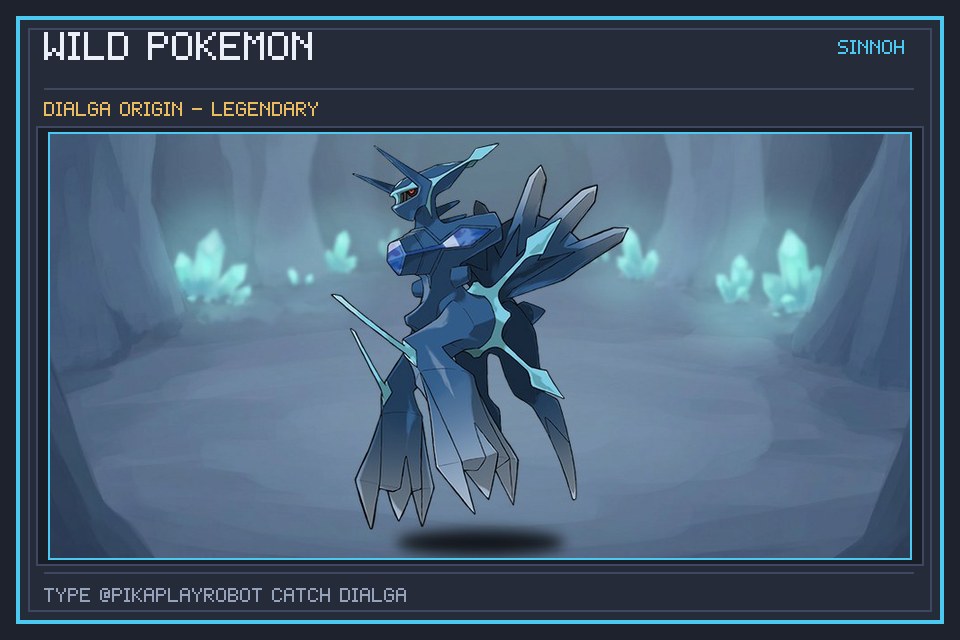 WILD POKEMON
SINNOH
DIALGA ORIGIN - LEGENDARY
TYPE @PIKAPLAYROBOT CATCH DIALGA